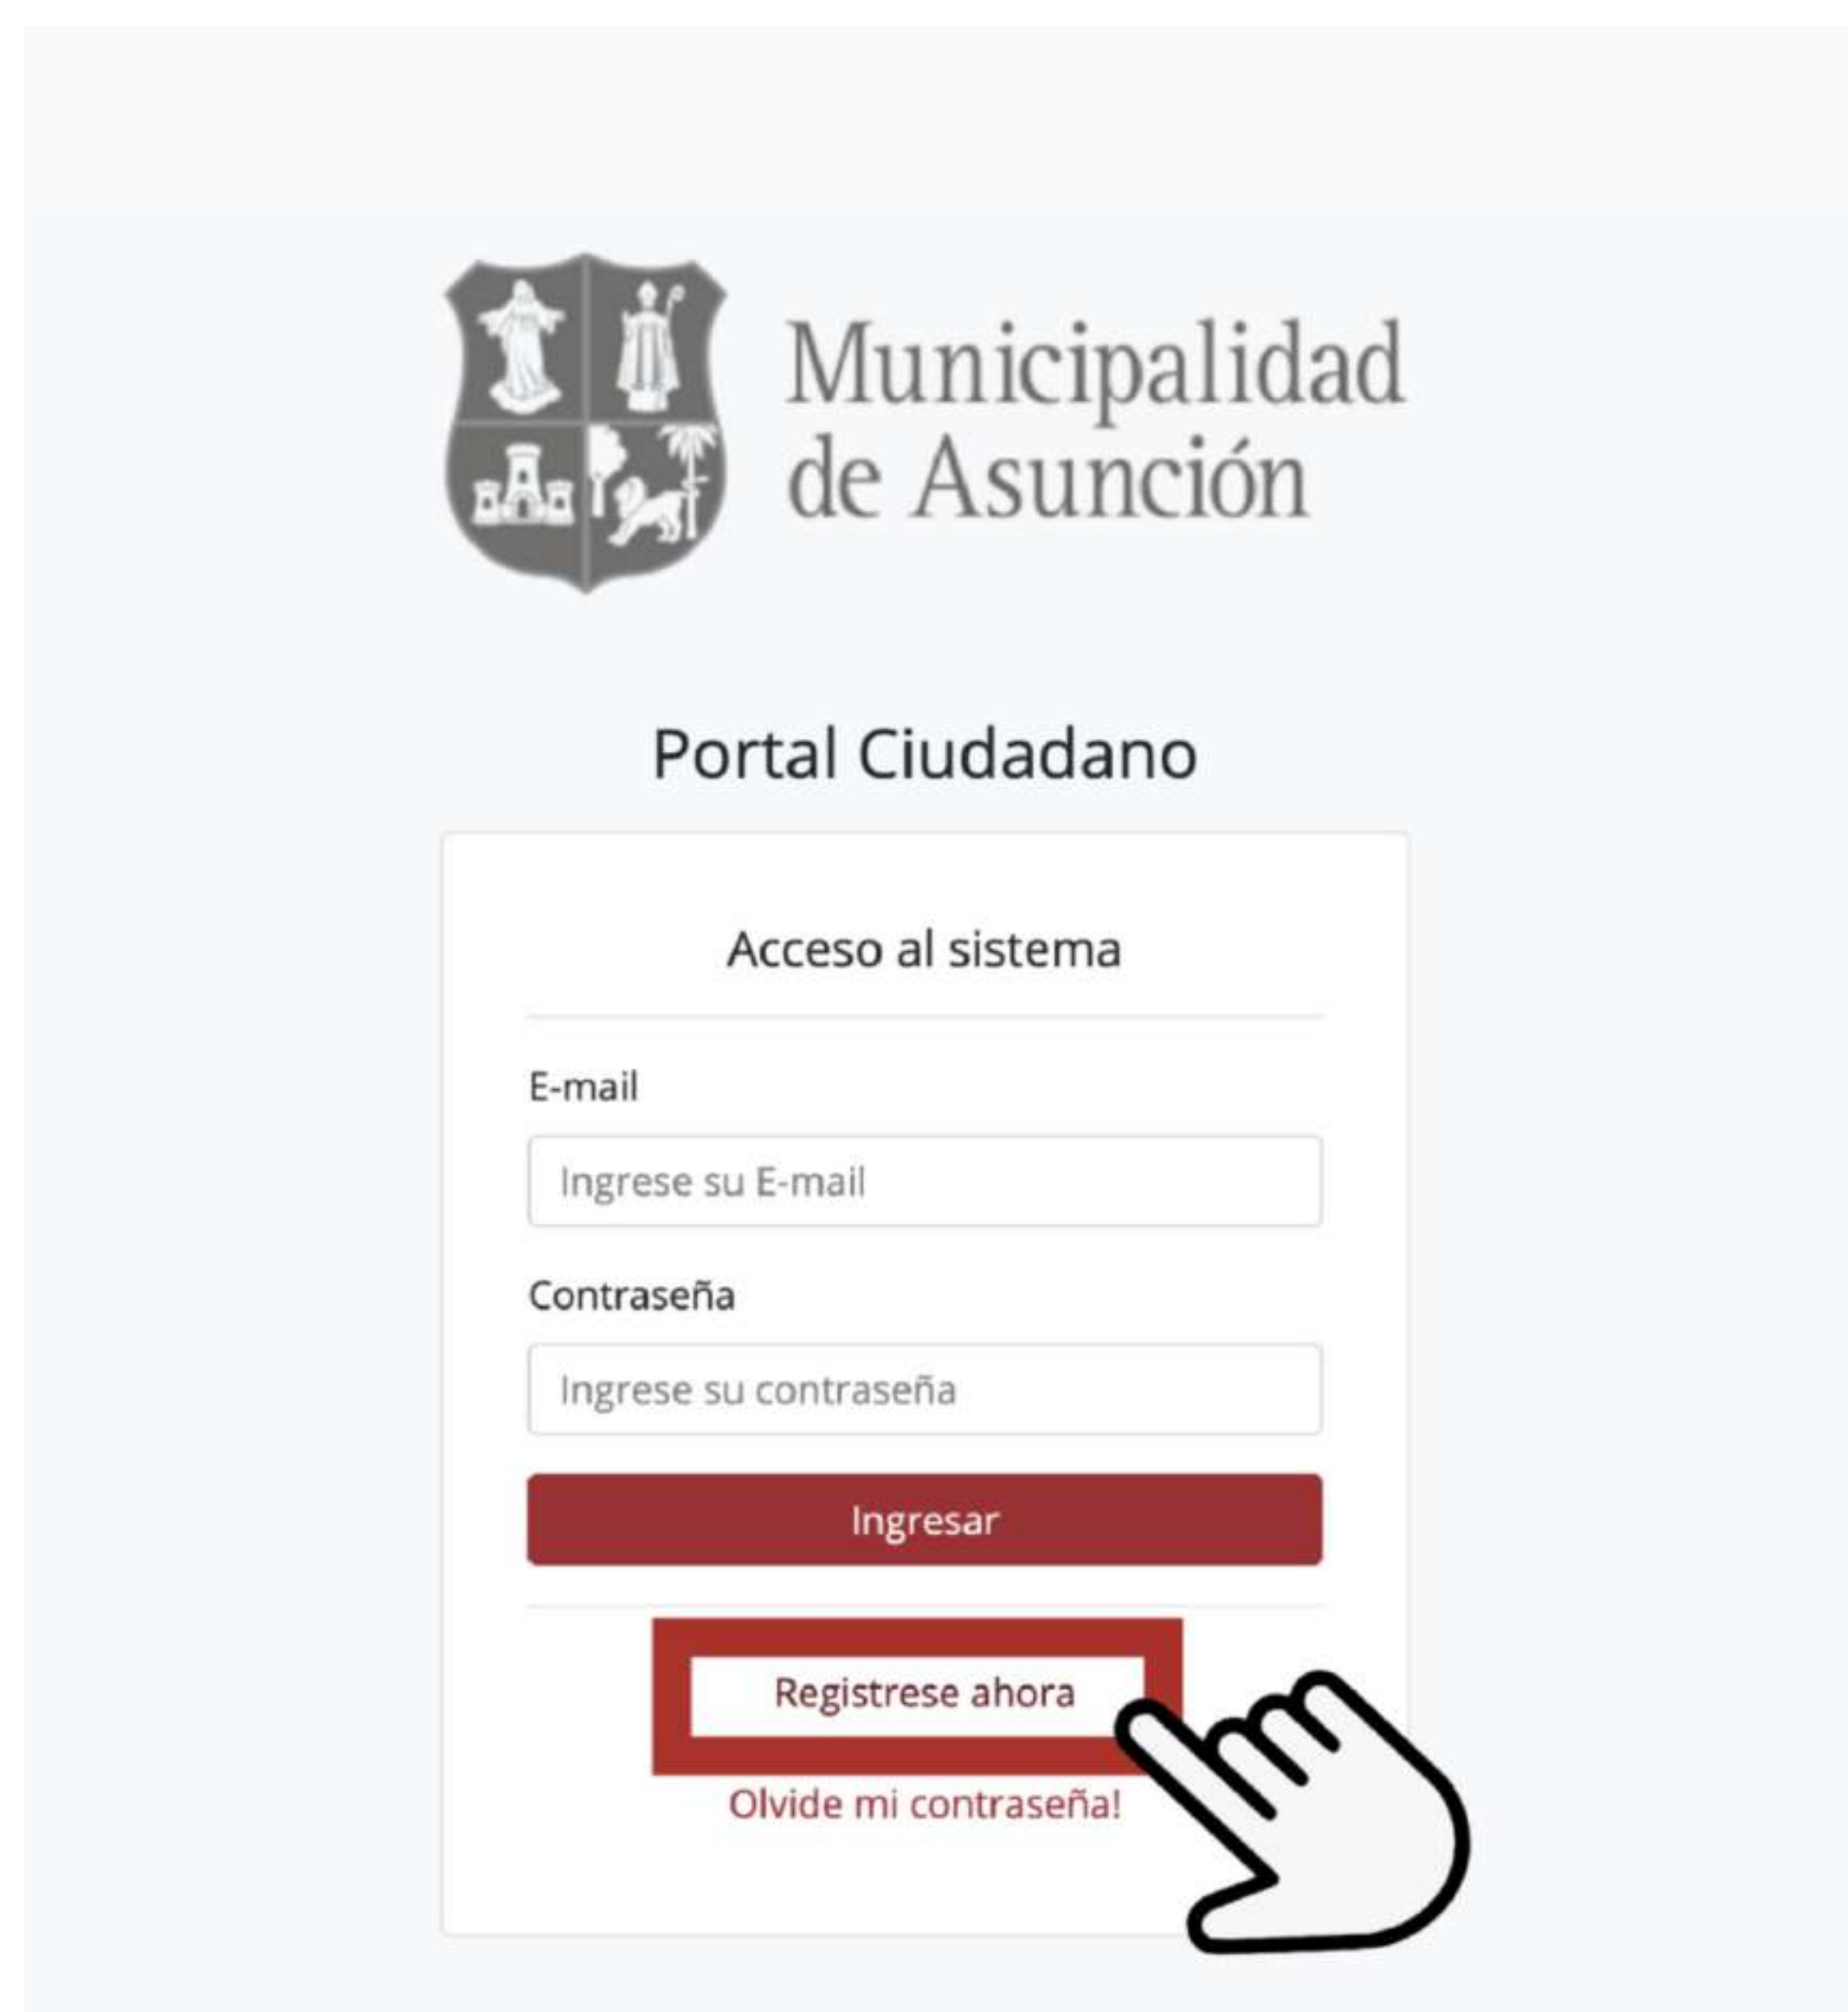 Municipalidad
de Asunción
Portal Ciudadano
Acceso al sistema
E-mail
Ingrese su E-mail
Contraseña
Ingrese su contraseña
Ingresar
Registrese ahora
Olvide mi contraseña!